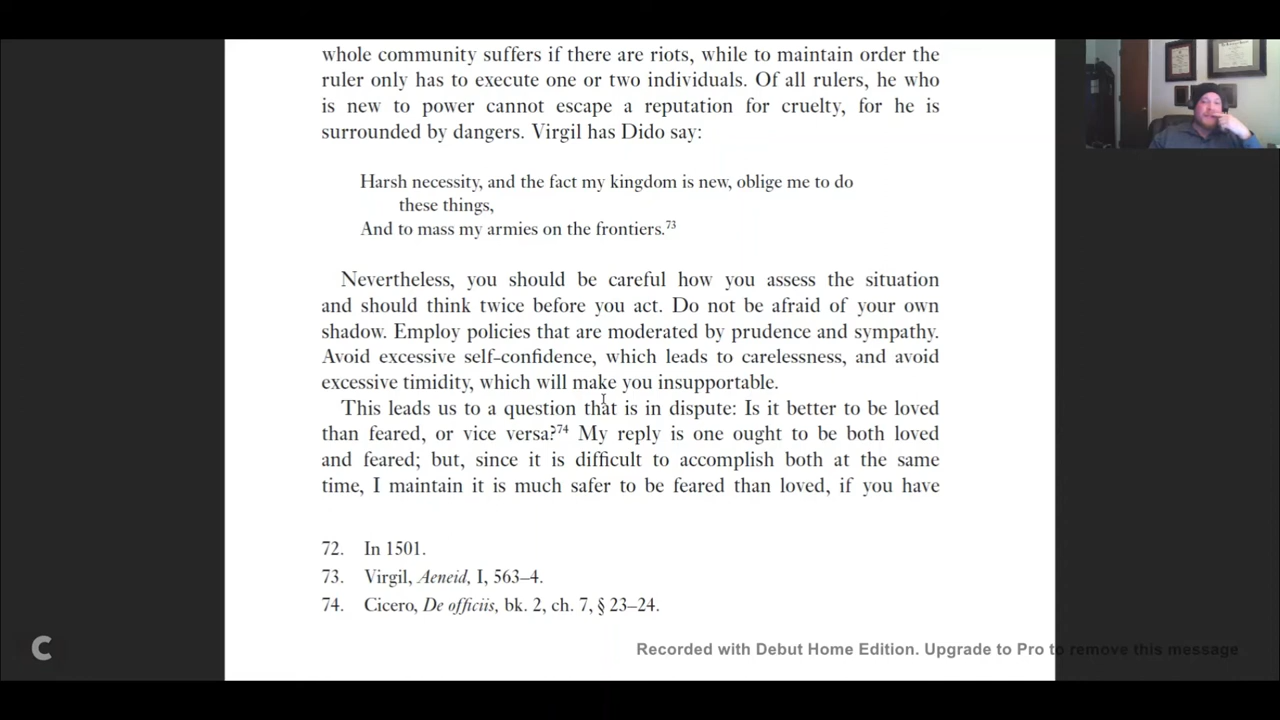 whole community suffers if there are riots, while to maintain order the
ruler only has to execute one or two individuals. Of all rulers, he who
is new to power cannot escape a reputation for cruelty, for he is
surrounded by dangers. Virgil has Dido say:
Harsh necessity, and the fact my kingdom is new, oblige me to do
these things,
And to mass my armies on the frontiers.73
Nevertheless, you should be careful how you assess the situation
and should think twice before you act. Do not be afraid of your own
shadow. Employ policies that are moderated by prudence and sympathy.
Avoid excessive self-confidence, which leads to carelessness, and avoid
excessive timidity, which will make you insupportable.
This leads us to a question that is in dispute: Is it better to be loved
than feared, or vice versa?74 My reply is one ought to be both loved
and feared; but, since it is difficult to accomplish both at the same
time, I maintain it is much safer to be feared than loved, if you have
72. In 1501.
73. Virgil, Aeneid, I, 563–4.
74. Cicero, De officiis, bk. 2, ch. 7, § 23–24.
C
Recorded with Debut Home Edition. Upgrade to Pro to remove this message